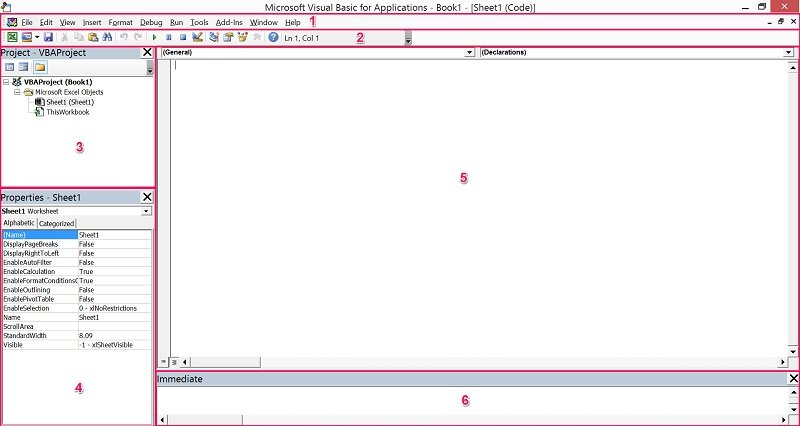 Microsoft Visual Basic for Applications - Book1 - [Sheet1 (Code)]
File Edit View Insert Format Debug Run Tools Add-Ins Window Help 1
Ln 1, Col 1 2
Project - VBAProject
(General) (Declarations)
VBAProject (Book1)
Microsoft Excel Objects
Sheet1 (Sheet1)
ThisWorkbook
3
5
Properties - Sheet1
Sheet1 Worksheet
Alphabetic Categorized
(Name) Sheet1
DisplayPageBreaks False
DisplayRightToLeft False
EnableAutoFilter False
EnableCalculation True
EnableFormatConditionsC True
EnableOutlining False
EnablePivotTable False
EnableSelection 0 - xlNoRestrictions
Name Sheet1
ScrollArea
StandardWidth 8.09
Visible -1 - xlSheetVisible
4
Immediate
6